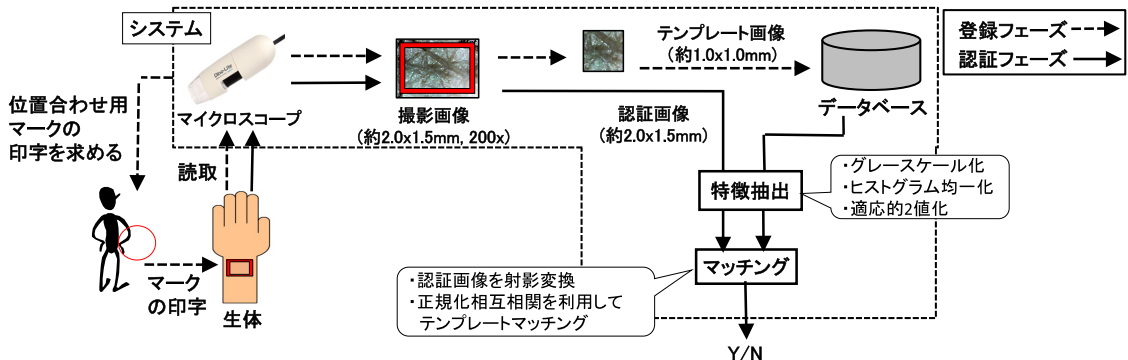 システム
登録フェーズ
認証フェーズ
テンプレート画像
(約1.0x1.0mm)
Dino-Lite
位置合わせ用
マークの
印字を求める
マイクロスコープ
撮影画像
(約2.0x1.5mm, 200x)
認証画像
(約2.0x1.5mm)
データベース
読取
特徴抽出
・グレースケール化
・ヒストグラム均一化
・適応的2値化
マークの
の印字
生体
・認証画像を射影変換
・正規化相互相関を利用して
テンプレートマッチング
マッチング
Y/N